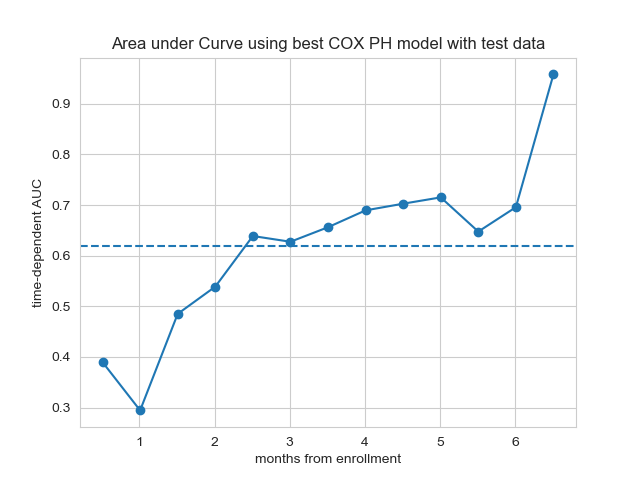 Area under Curve using best COX PH model with test data
time-dependent AUC
0.9
0.8
0.7
0.6
0.5
0.4
0.3
1 2 3 4 5 6
months from enrollment